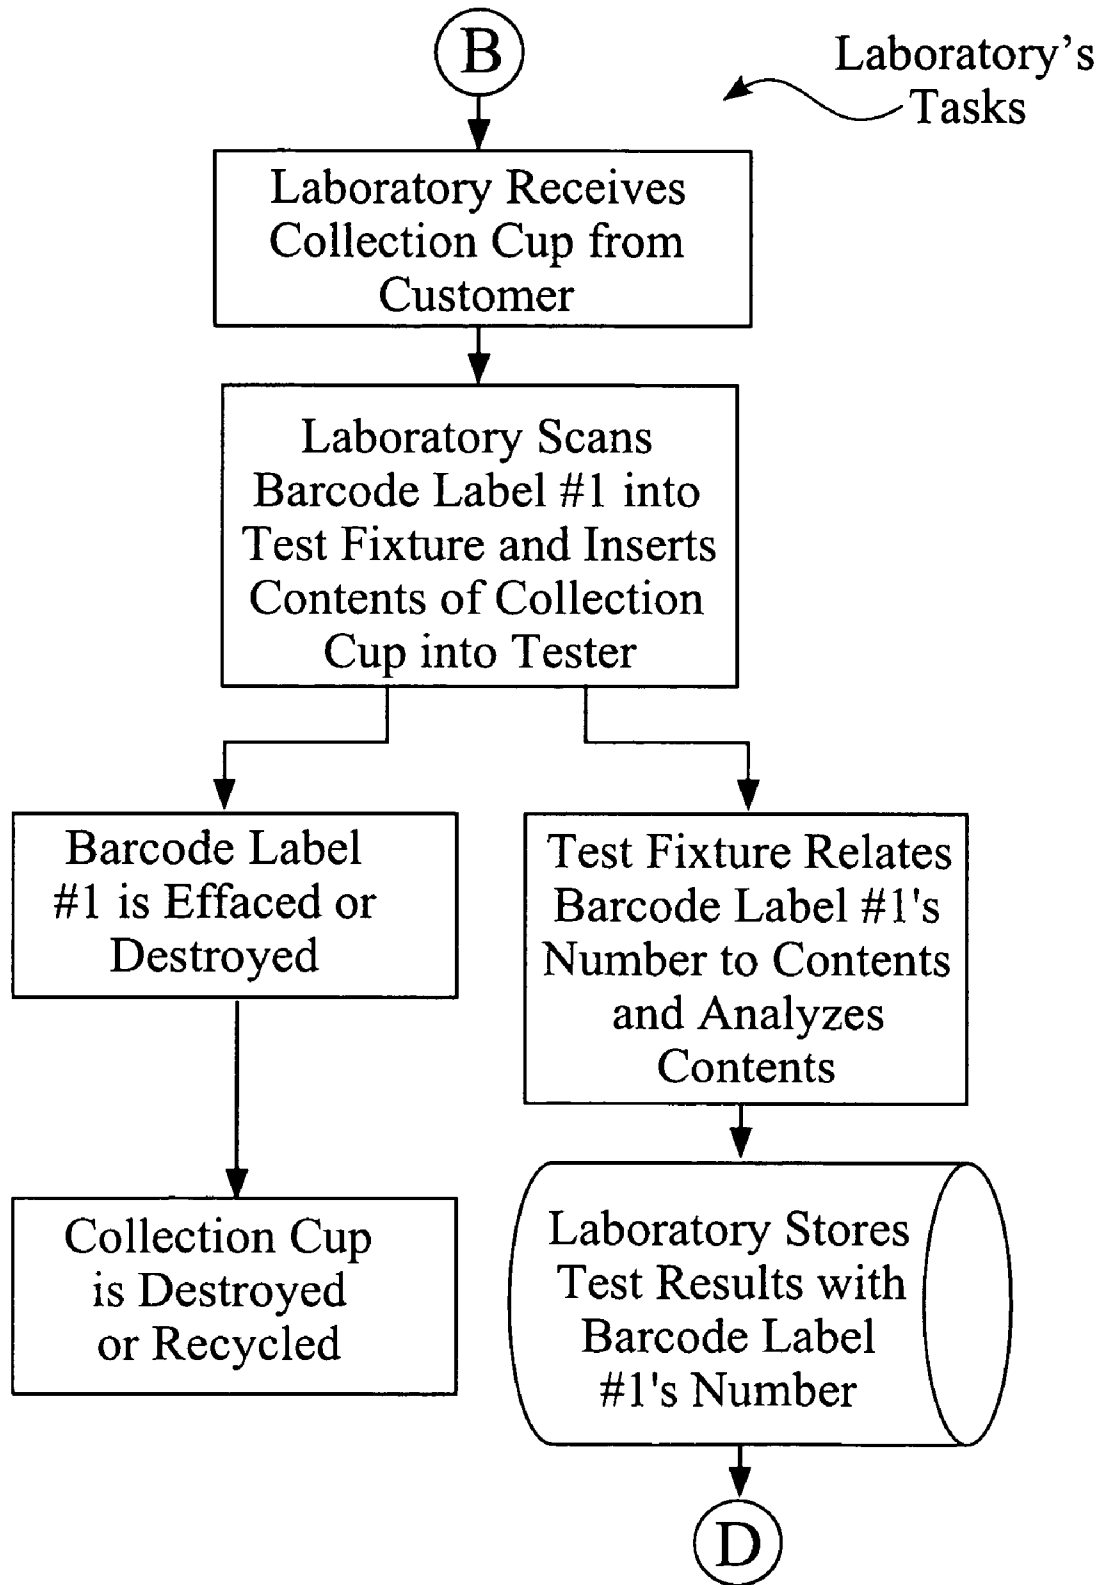 B
Laboratory's
Tasks
Laboratory Receives
Collection Cup from
Customer
Laboratory Scans
Barcode Label #1 into
Test Fixture and Inserts
Contents of Collection
Cup into Tester
Barcode Label
#1 is Effaced or
Destroyed
Test Fixture Relates
Barcode Label #1's
Number to Contents
and Analyzes
Contents
Collection Cup
is Destroyed
or Recycled
Laboratory Stores
Test Results with
Barcode Label
#1's Number
D